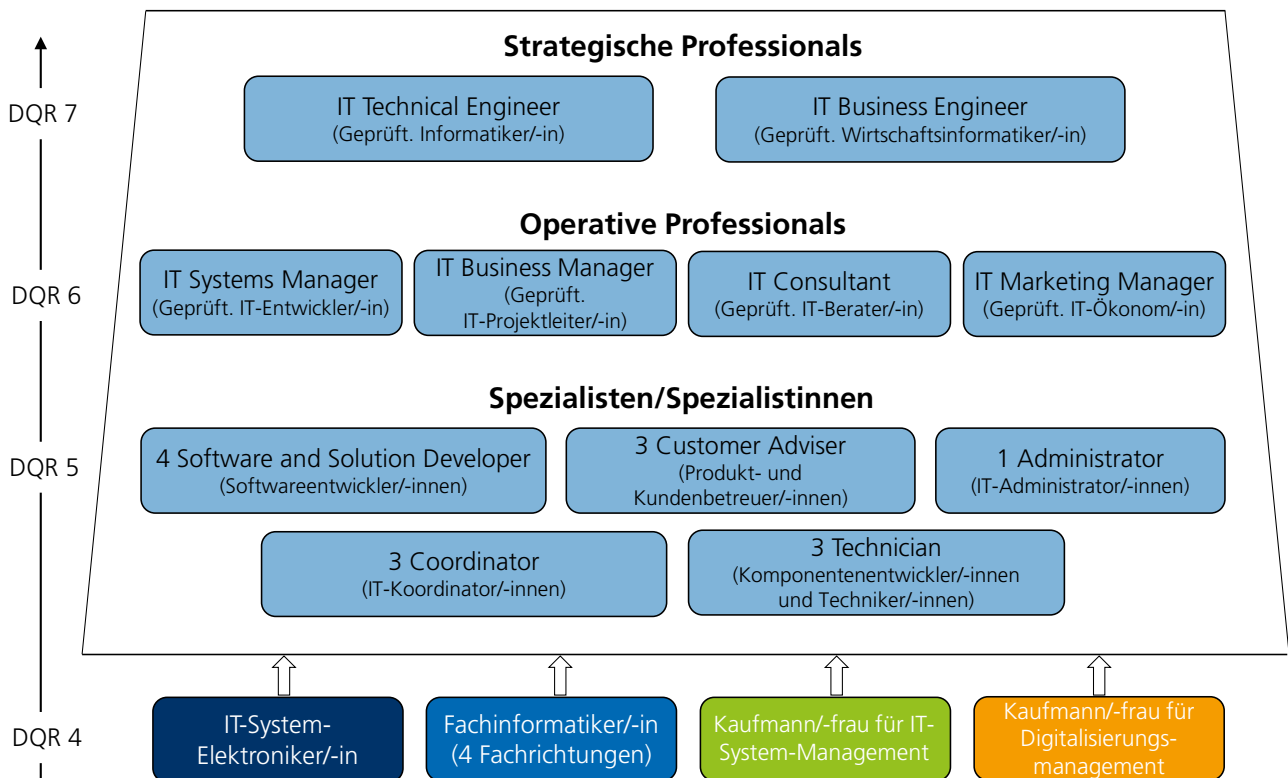 Strategische Professionals
DQR 7
IT Technical Engineer
(Geprüft. Informatiker/-in)
IT Business Engineer
(Geprüft. Wirtschaftsinformatiker/-in)
Operative Professionals
DQR 6
IT Systems Manager
(Geprüft. IT-Entwickler/-in)
IT Business Manager
(Geprüft.
IT-Projektleiter/-in)
IT Consultant
(Geprüft. IT-Berater/-in)
IT Marketing Manager
(Geprüft. IT-Ökonom/-in)
Spezialisten/Spezialistinnen
DQR 5
4 Software and Solution Developer
(Softwareentwickler/-innen)
3 Customer Adviser
(Produkt- und
Kundenbetreuer/-innen)
1 Administrator
(IT-Administrator/-innen)
3 Coordinator
(IT-Koordinator/-innen)
3 Technician
(Komponentenentwickler/-innen
und Techniker/-innen)
DQR 4
IT-System-
Elektroniker/-in
Fachinformatiker/-in
(4 Fachrichtungen)
Kaufmann/-frau für IT-
System-Management
Kaufmann/-frau für
Digitalisierungs-
management